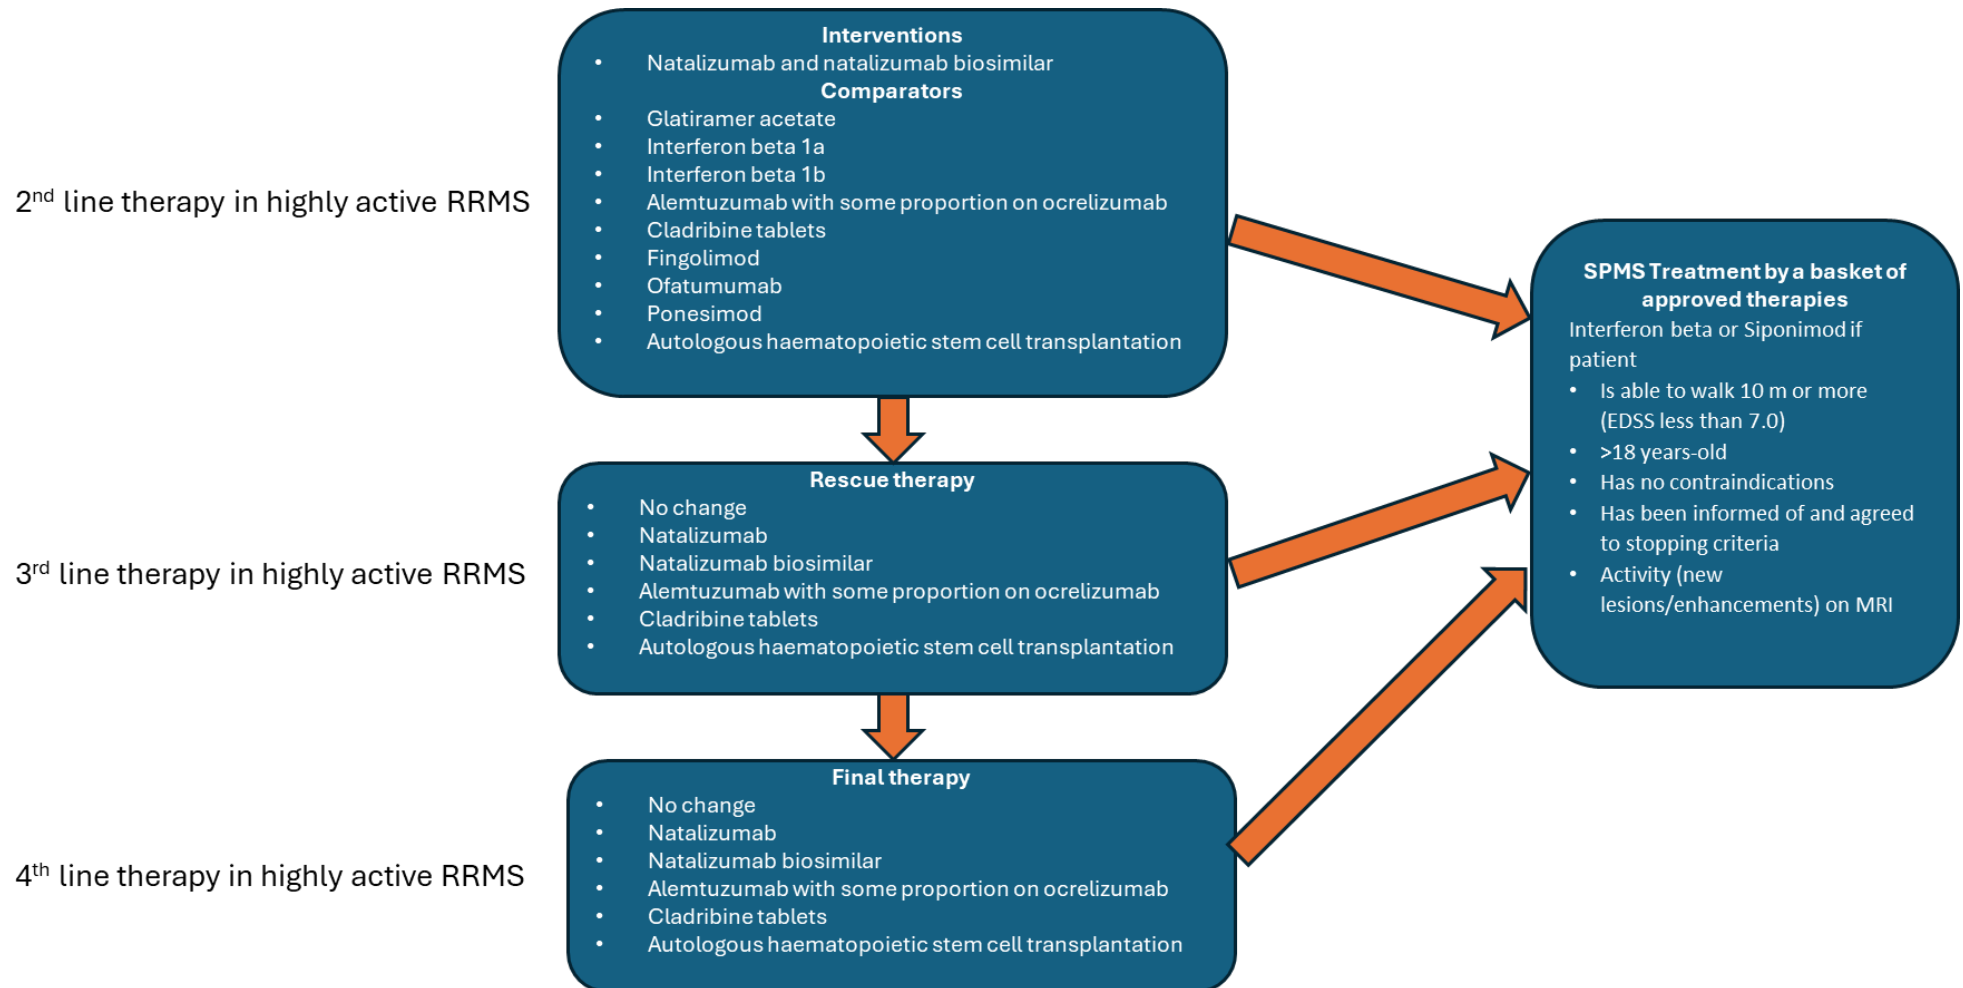 Interventions
• Natalizumab and natalizumab biosimilar
Comparators
• Glatiramer acetate
• Interferon beta 1a
• Interferon beta 1b
• Alemtuzumab with some proportion on ocrelizumab
• Cladribine tablets
• Fingolimod
• Ofatumumab
• Ponesimod
• Autologous haematopoietic stem cell transplantation
2nd line therapy in highly active RRMS
Rescue therapy
• No change
• Natalizumab
• Natalizumab biosimilar
• Alemtuzumab with some proportion on ocrelizumab
• Cladribine tablets
• Autologous haematopoietic stem cell transplantation
3rd line therapy in highly active RRMS
Final therapy
• No change
• Natalizumab
• Natalizumab biosimilar
• Alemtuzumab with some proportion on ocrelizumab
• Cladribine tablets
• Autologous haematopoietic stem cell transplantation
4th line therapy in highly active RRMS
SPMS Treatment by a basket of
approved therapies
Interferon beta or Siponimod if
patient
• Is able to walk 10 m or more
(EDSS less than 7.0)
• >18 years-old
• Has no contraindications
• Has been informed of and agreed
to stopping criteria
• Activity (new
lesions/enhancements) on MRI